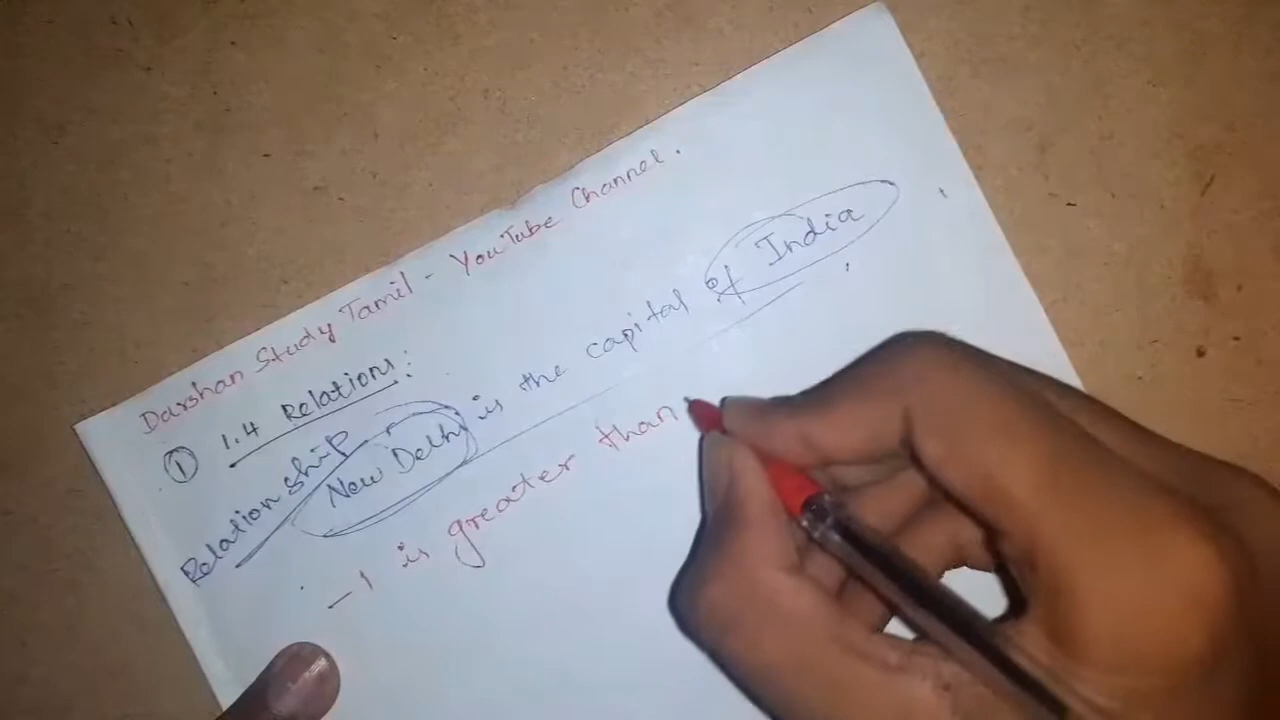 Darshan Study Tamil - YouTube Channel.
① 1.4 Relations:
Relationship
New Delhi is the capital of India
-1 is greater than